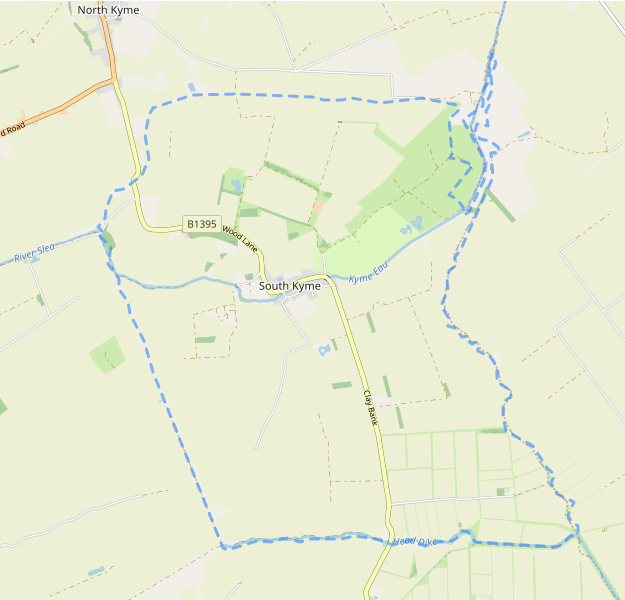 North Kyme
d Road
B1395
Wood Lane
River Slea
Kyme Eau
South Kyme
Clay Bank
Head Dike